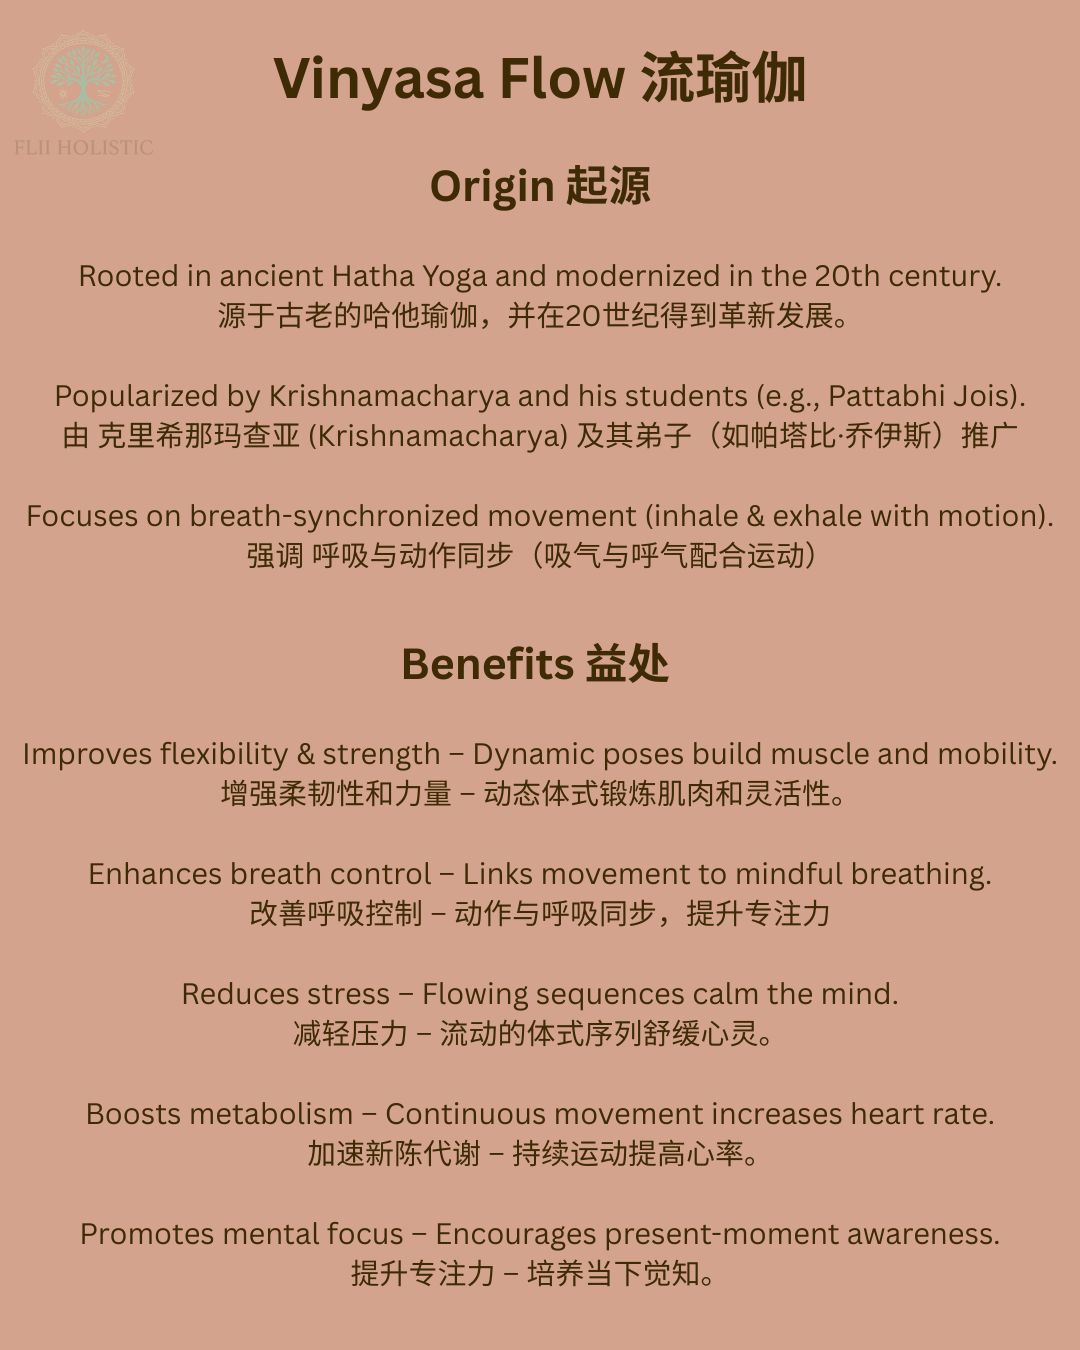 FLII HOLISTIC
Vinyasa Flow 流瑜伽
Origin 起源
Rooted in ancient Hatha Yoga and modernized in the 20th century.
源于古老的哈他瑜伽，并在20世纪得到革新发展。
Popularized by Krishnamacharya and his students (e.g., Pattabhi Jois).
由 克里希那玛查亚 (Krishnamacharya) 及其弟子（如帕塔比·乔伊斯）推广
Focuses on breath-synchronized movement (inhale & exhale with motion).
强调 呼吸与动作同步（吸气与呼气配合运动）
Benefits 益处
Improves flexibility & strength – Dynamic poses build muscle and mobility.
增强柔韧性和力量 – 动态体式锻炼肌肉和灵活性。
Enhances breath control – Links movement to mindful breathing.
改善呼吸控制 – 动作与呼吸同步，提升专注力
Reduces stress – Flowing sequences calm the mind.
减轻压力 – 流动的体式序列舒缓心灵。
Boosts metabolism – Continuous movement increases heart rate.
加速新陈代谢 – 持续运动提高心率。
Promotes mental focus – Encourages present-moment awareness.
提升专注力 – 培养当下觉知。